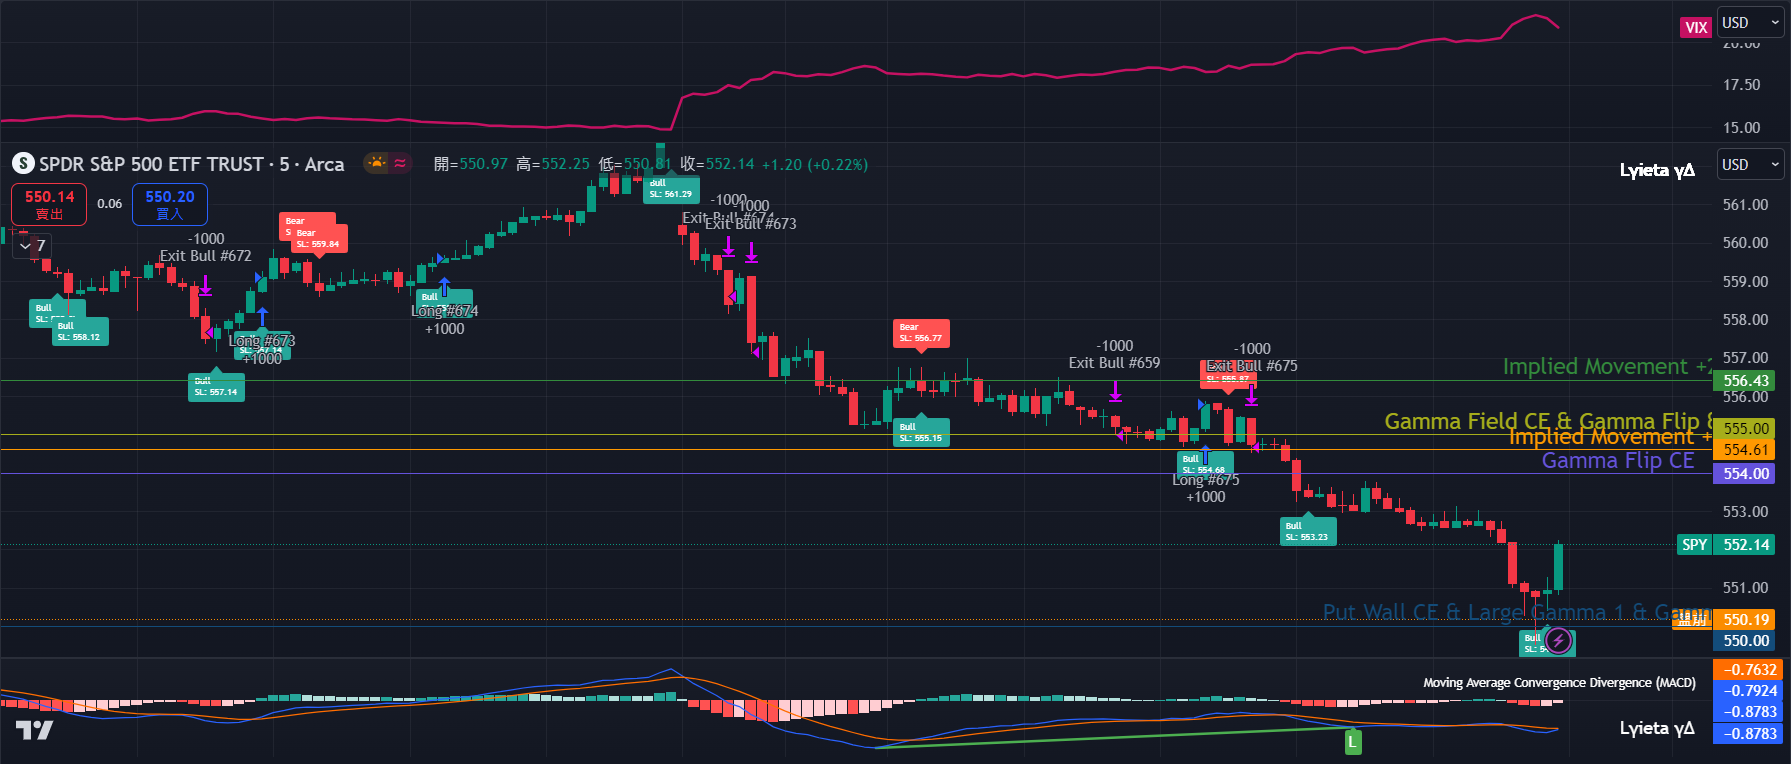 VIX
USD
20.00
17.50
15.00
S SPDR S&P 500 ETF TRUST · 5 · Arca 開=550.97 高=552.25 低=550.81 收=552.14 +1.20 (+0.22%)
USD
Lyieta γΔ
550.14
賣出
0.06
550.20
買入
7
561.00
560.00
559.00
558.00
557.00
556.43
556.00
555.00
554.61
554.00
553.00
SPY 552.14
551.00
550.19
550.00
Bull
SL: 561.29
-1000
Exit Bull #674
-1000
Exit Bull #673
-1000
Exit Bull #672
Bear
S
Bear
SL: 559.84
Bull
Bull
SL: 558.12
Bull
SL: 557.14
Long #673
+1000
Bull
Long #674
+1000
Bear
SL: 556.77
Bull
SL: 555.15
-1000
Exit Bull #659
-1000
Exit Bull #675
SL: 555.87
Bull
SL: 554.68
Long #675
+1000
Bull
SL: 553.23
Bull
Implied Movement +
Gamma Field CE & Gamma Flip
Implied Movement +
Gamma Flip CE
Put Wall CE & Large Gamma 1 &
Moving Average Convergence Divergence (MACD)
Lyieta γΔ
L
−0.7632
−0.7924
−0.8783
−0.8783